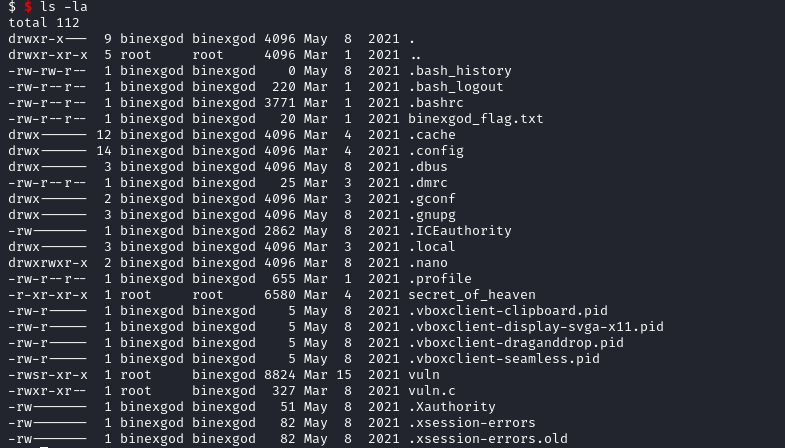 $ $ ls -la
total 112
drwxr-x---  9 binexgod binexgod 4096 May  8  2021 .
drwxr-xr-x  5 root     root     4096 Mar  1  2021 ..
-rw-rw-r--  1 binexgod binexgod    0 May  8  2021 .bash_history
-rw-r--r--  1 binexgod binexgod  220 Mar  1  2021 .bash_logout
-rw-r--r--  1 binexgod binexgod 3771 Mar  1  2021 .bashrc
-rw-r--r--  1 binexgod binexgod   20 Mar  1  2021 binexgod_flag.txt
drwx------ 12 binexgod binexgod 4096 Mar  4  2021 .cache
drwx------ 14 binexgod binexgod 4096 Mar  4  2021 .config
drwx------  3 binexgod binexgod 4096 May  8  2021 .dbus
-rw-r--r--  1 binexgod binexgod   25 Mar  3  2021 .dmrc
drwx------  2 binexgod binexgod 4096 Mar  3  2021 .gconf
drwx------  3 binexgod binexgod 4096 May  8  2021 .gnupg
-rw-------  1 binexgod binexgod 2862 May  8  2021 .ICEauthority
drwx------  3 binexgod binexgod 4096 Mar  3  2021 .local
drwxrwxr-x  2 binexgod binexgod 4096 Mar  8  2021 .nano
-rw-r--r--  1 binexgod binexgod  655 Mar  1  2021 .profile
-r-xr-xr-x  1 root     root     6580 Mar  4  2021 secret_of_heaven
-rw-r-----  1 binexgod binexgod    5 May  8  2021 .vboxclient-clipboard.pid
-rw-r-----  1 binexgod binexgod    5 May  8  2021 .vboxclient-display-svga-x11.pid
-rw-r-----  1 binexgod binexgod    5 May  8  2021 .vboxclient-draganddrop.pid
-rw-r-----  1 binexgod binexgod    5 May  8  2021 .vboxclient-seamless.pid
-rwsr-xr-x  1 root     binexgod 8824 Mar 15  2021 vuln
-rwxr-xr--  1 root     binexgod  327 Mar  8  2021 vuln.c
-rw-------  1 binexgod binexgod   51 May  8  2021 .Xauthority
-rw-------  1 binexgod binexgod   82 May  8  2021 .xsession-errors
-rw-------  1 binexgod binexgod   82 May  8  2021 .xsession-errors.old